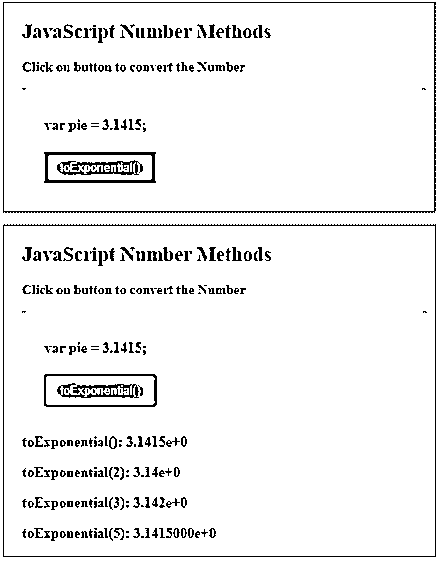 JavaScript Number Methods
Click on button to convert the Number
var pie = 3.1415;
toExponential()
JavaScript Number Methods
Click on button to convert the Number
var pie = 3.1415;
toExponential()
toExponential(): 3.1415e+0
toExponential(2): 3.14e+0
toExponential(3): 3.142e+0
toExponential(5): 3.1415000e+0